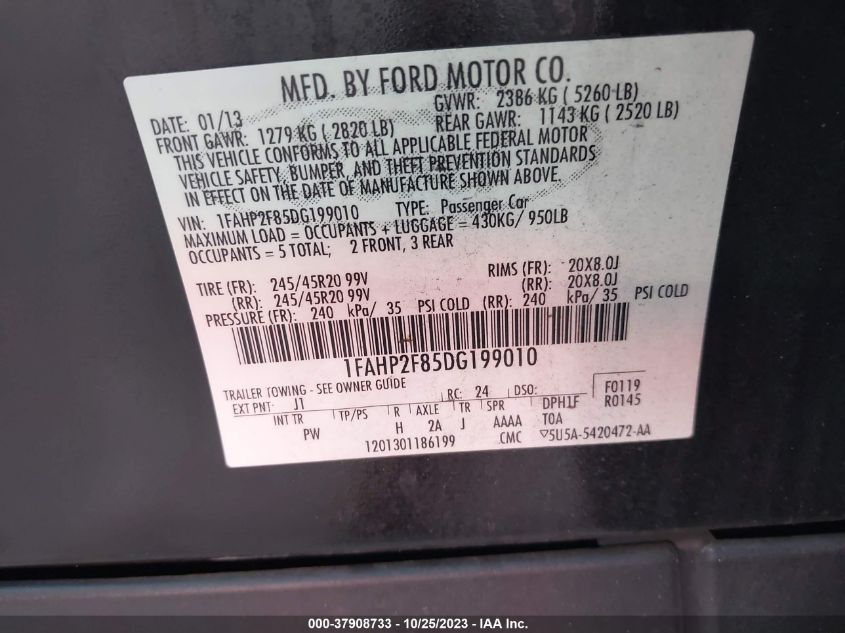 MFD. BY FORD MOTOR CO.
DATE: 01/13 GVWR: 2386 KG ( 5260 LB)
FRONT GAWR: 1279 KG ( 2820 LB) REAR GAWR: 1143 KG ( 2520 LB)
THIS VEHICLE CONFORMS TO ALL APPLICABLE FEDERAL MOTOR
VEHICLE SAFETY, BUMPER, AND THEFT PREVENTION STANDARDS
IN EFFECT ON THE DATE OF MANUFACTURE SHOWN ABOVE.
VIN: 1FAHP2F85DG199010 TYPE: Passenger Car
MAXIMUM LOAD = OCCUPANTS + LUGGAGE = 430KG/ 950LB
OCCUPANTS = 5 TOTAL; 2 FRONT, 3 REAR
TIRE (FR): 245/45R20 99V RIMS (FR): 20X8.0J
(RR): 245/45R20 99V (RR): 20X8.0J
PRESSURE (FR): 240 kPa/ 35 PSI COLD (RR): 240 kPa/ 35 PSI COLD
1FAHP2F85DG199010
TRAILER TOWING - SEE OWNER GUIDE
EXT PNT: J1 RC: 24 DSO: F0119
INT TR TP/PS R AXLE TR SPR DPH1F R0145
PW H 2A J AAAA TOA
1201301186199 CMC ▽5U5A-5420472-AA
000-37908733 - 10/25/2023 - IAA, Inc.